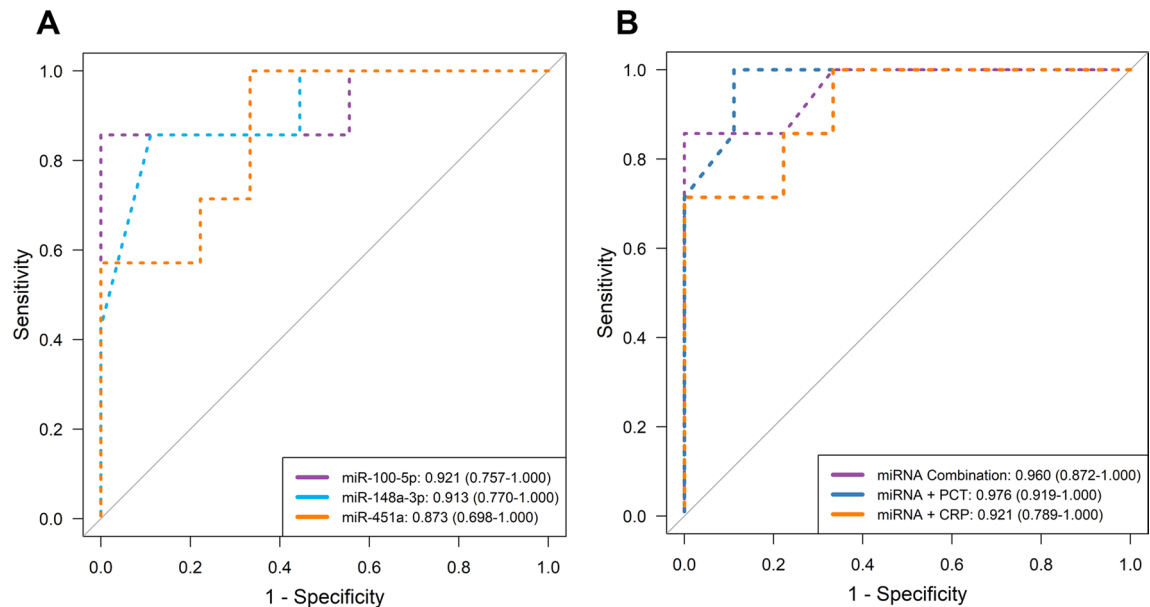 A
Sensitivity
1.0
0.8
0.6
0.4
0.2
0.0
miR-100-5p: 0.921 (0.757-1.000)
miR-148a-3p: 0.913 (0.770-1.000)
miR-451a: 0.873 (0.698-1.000)
0.0 0.2 0.4 0.6 0.8 1.0
1 - Specificity
B
Sensitivity
1.0
0.8
0.6
0.4
0.2
0.0
miRNA Combination: 0.960 (0.872-1.000)
miRNA + PCT: 0.976 (0.919-1.000)
miRNA + CRP: 0.921 (0.789-1.000)
0.0 0.2 0.4 0.6 0.8 1.0
1 - Specificity